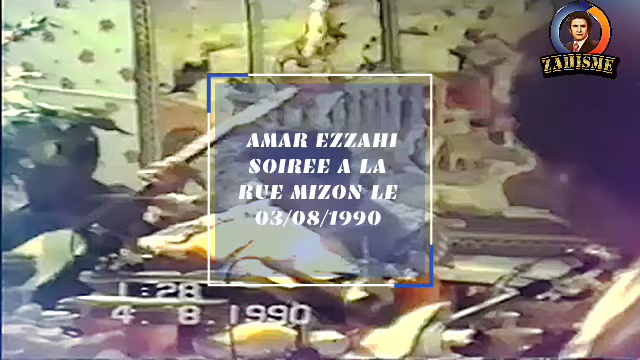 ZAHISME
AMAR EZZAHI
SOIREE A LA
RUE MIZON LE
03/08/1990
1:28
4. 8.1990